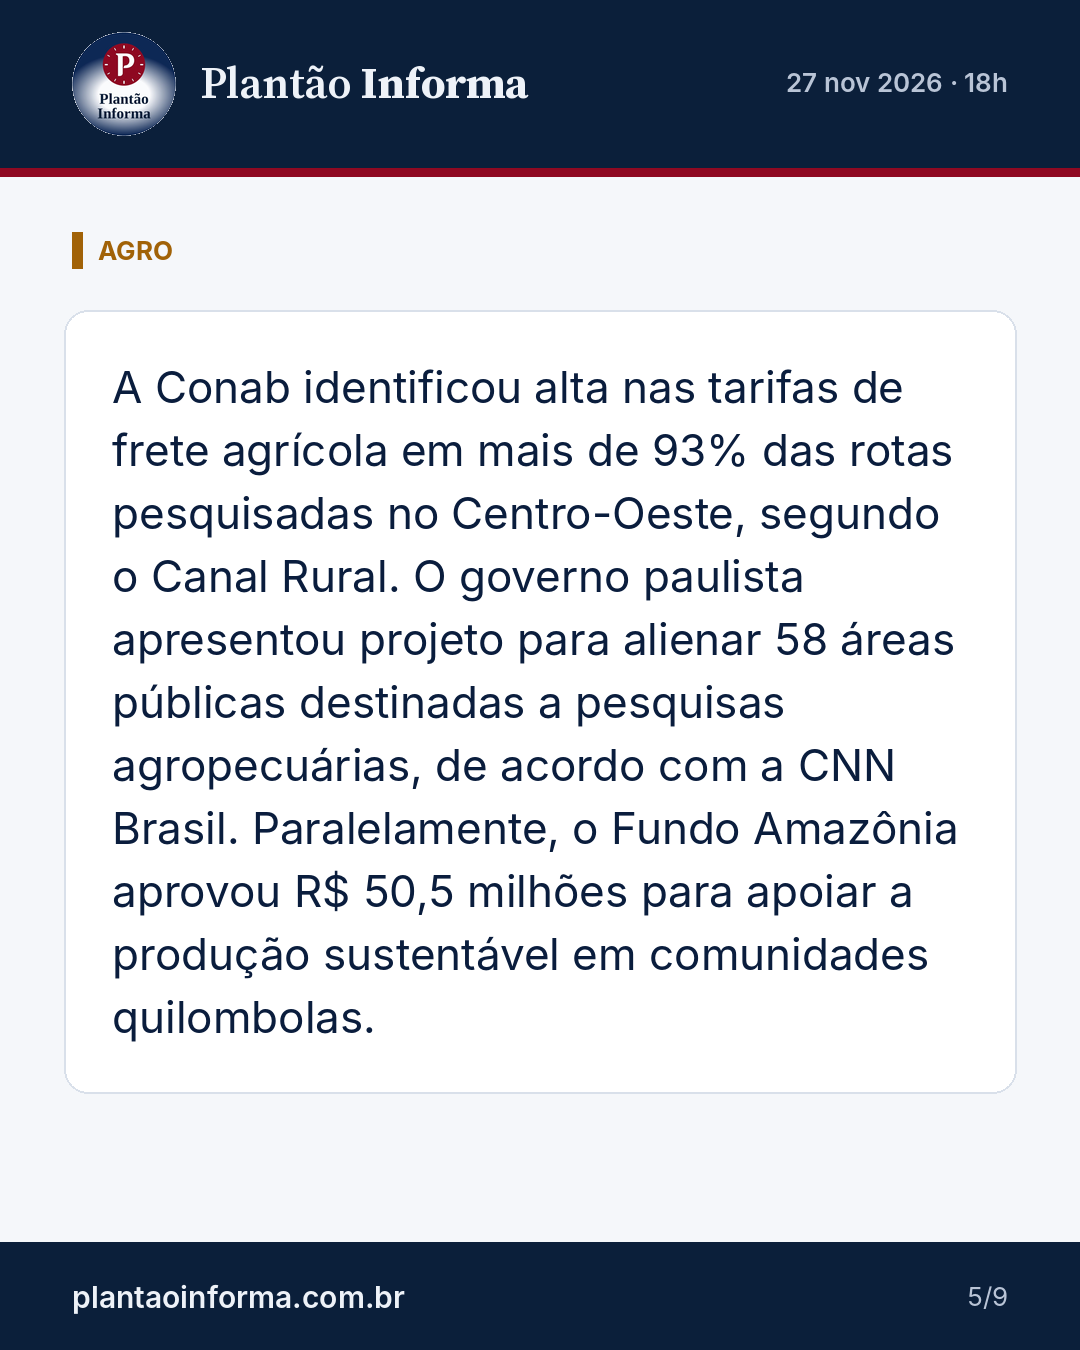 P
Plantão
Informa
Plantão Informa
27 nov 2026 · 18h
AGRO
A Conab identificou alta nas tarifas de
frete agrícola em mais de 93% das rotas
pesquisadas no Centro-Oeste, segundo
o Canal Rural. O governo paulista
apresentou projeto para alienar 58 áreas
públicas destinadas a pesquisas
agropecuárias, de acordo com a CNN
Brasil. Paralelamente, o Fundo Amazônia
aprovou R$ 50,5 milhões para apoiar a
produção sustentável em comunidades
quilombolas.
plantaoinforma.com.br
5/9